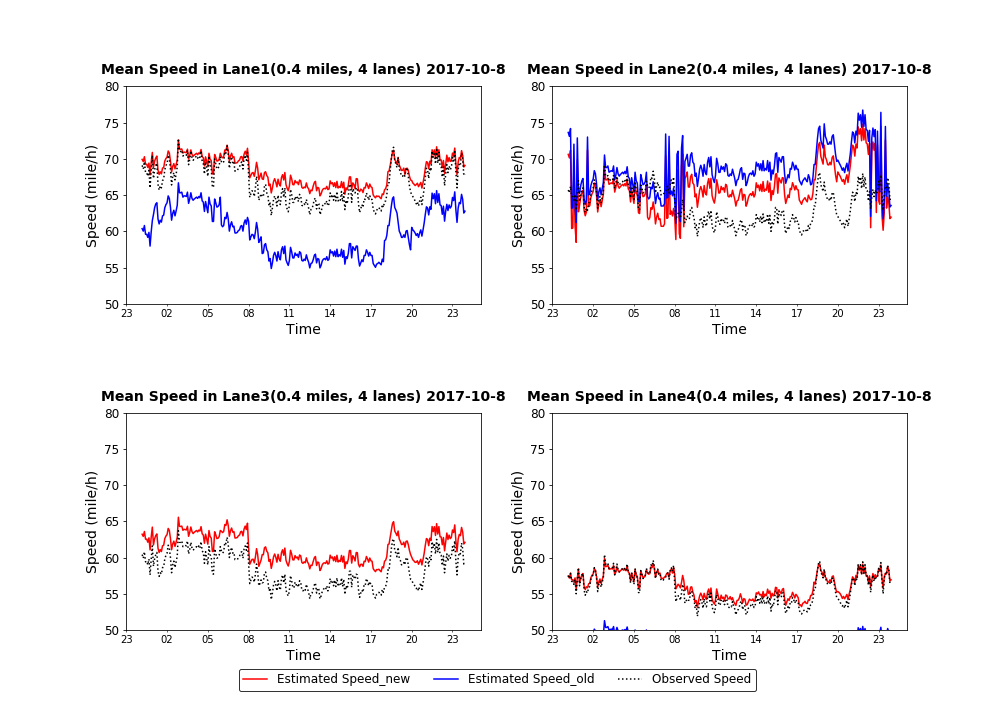 Mean Speed in Lane1(0.4 miles, 4 lanes) 2017-10-8
80
75
70
65
60
55
50
Speed (mile/h)
23 02 05 08 11 14 17 20 23
Time
Mean Speed in Lane2(0.4 miles, 4 lanes) 2017-10-8
80
75
70
65
60
55
50
Speed (mile/h)
23 02 05 08 11 14 17 20 23
Time
Mean Speed in Lane3(0.4 miles, 4 lanes) 2017-10-8
80
75
70
65
60
55
50
Speed (mile/h)
23 02 05 08 11 14 17 20 23
Time
Mean Speed in Lane4(0.4 miles, 4 lanes) 2017-10-8
80
75
70
65
60
55
50
Speed (mile/h)
23 02 05 08 11 14 17 20 23
Time
Estimated Speed_new Estimated Speed_old Observed Speed